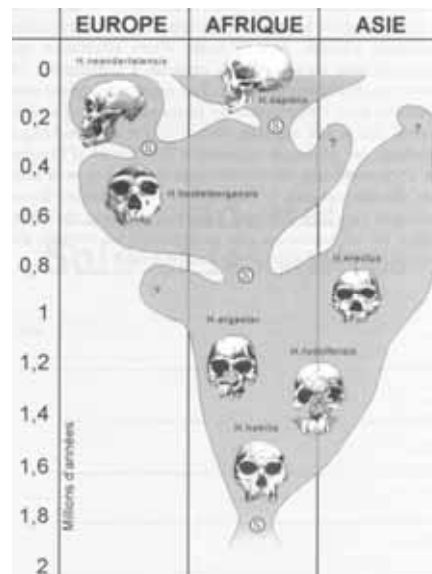 EUROPE AFRIQUE ASIE
H.neandertalensis
0
H.sapiens
0,2
?
?
S
S
0,4
H.heidelbergensis
0,6
0,8
S
H.erectus
?
1
H.ergaster
H.rudolfensis
1,2
1,4
H.habilis
1,6
1,8
S
2
Millions d'années